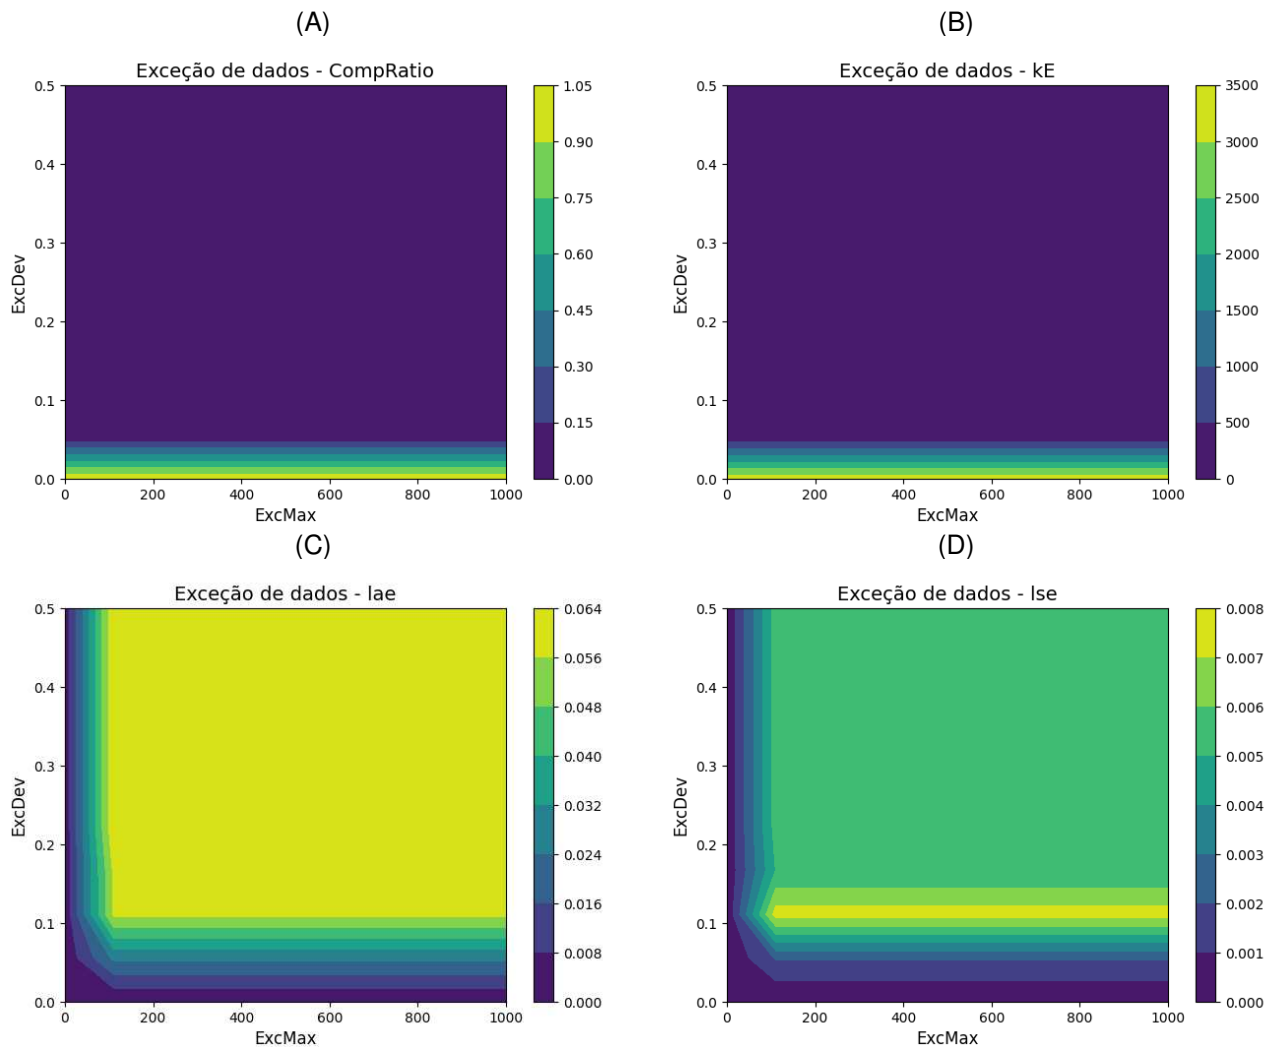 (A)
Exceção de dados - CompRatio
0.5
0.4
0.3
0.2
0.1
0.0
ExcDev
0 200 400 600 800 1000
ExcMax
1.05
0.90
0.75
0.60
0.45
0.30
0.15
0.00
(B)
Exceção de dados - kE
0.5
0.4
0.3
0.2
0.1
0.0
ExcDev
0 200 400 600 800 1000
ExcMax
3500
3000
2500
2000
1500
1000
500
0
(C)
Exceção de dados - Iae
0.5
0.4
0.3
0.2
0.1
0.0
ExcDev
0 200 400 600 800 1000
ExcMax
0.064
0.056
0.048
0.040
0.032
0.024
0.016
0.008
0.000
(D)
Exceção de dados - Ise
0.5
0.4
0.3
0.2
0.1
0.0
ExcDev
0 200 400 600 800 1000
ExcMax
0.008
0.007
0.006
0.005
0.004
0.003
0.002
0.001
0.000